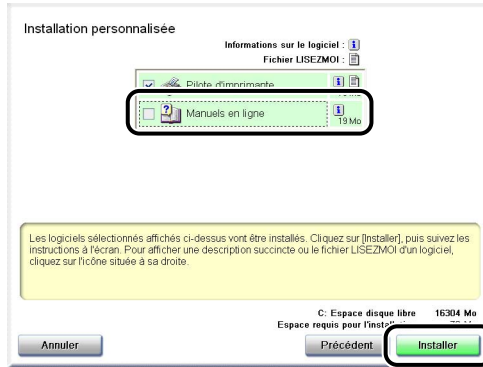 Installation personnalisée
Informations sur le logiciel :
Fichier LISEZMOI :
Pilote d'imprimante
Manuels en ligne
19 Mo
Les logiciels sélectionnés affichés ci-dessus vont être installés. Cliquez sur [Installer], puis suivez les
instructions à l'écran. Pour afficher une description succincte ou le fichier LISEZMOI d'un logiciel,
cliquez sur l'icône située à sa droite.
C: Espace disque libre 16304 Mo
Espace requis pour
Annuler
Précédent
Installer